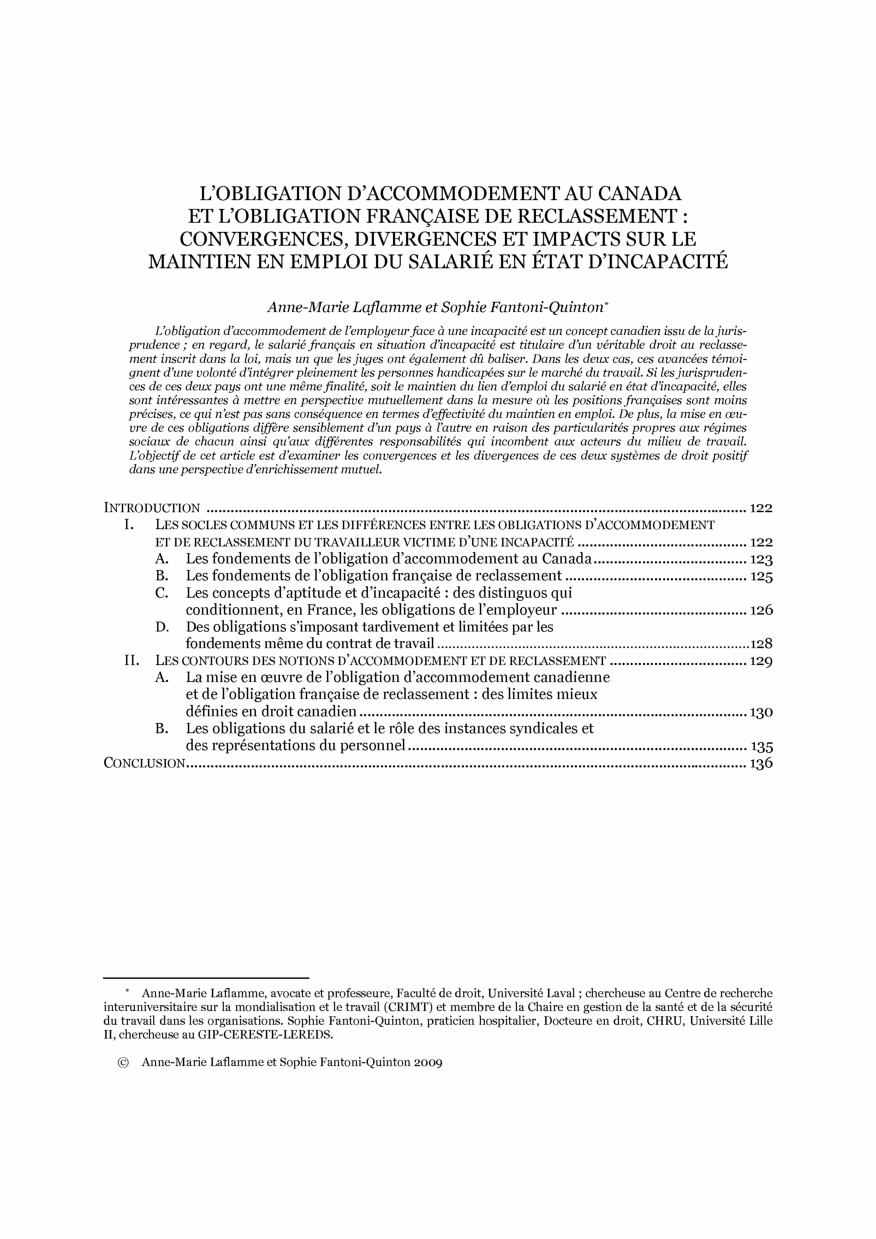 L’OBLIGATION D’ACCOMMODEMENT AU CANADA
ET L’OBLIGATION FRANÇAISE DE RECLASSEMENT :
CONVERGENCES, DIVERGENCES ET IMPACTS SUR LE
MAINTIEN EN EMPLOI DU SALARIÉ EN ÉTAT D’INCAPACITÉ
Anne-Marie Laflamme et Sophie Fantoni-Quinton*
L’obligation d’accommodement de l’employeur face à une incapacité est un concept canadien issu de la juris-
prudence ; en regard, le salarié français en situation d’incapacité est titulaire d’un véritable droit au reclasse-
ment inscrit dans la loi, mais un que les juges ont également dû baliser. Dans les deux cas, ces avancées témoi-
gnent d’une volonté d’intégrer pleinement les personnes handicapées sur le marché du travail. Si les jurispruden-
ces de ces deux pays ont une même finalité, soit le maintien du lien d’emploi du salarié en état d’incapacité, elles
sont intéressantes à mettre en perspective mutuellement dans la mesure où les positions françaises sont moins
précises, ce qui n’est pas sans conséquence en termes d’effectivité du maintien en emploi. De plus, la mise en œu-
vre de ces obligations diffère sensiblement d’un pays à l’autre en raison des particularités propres aux régimes
sociaux de chacun ainsi qu’aux différentes responsabilités qui incombent aux acteurs du milieu de travail.
L’objectif de cet article est d’examiner les convergences et les divergences de ces deux systèmes de droit positif
dans une perspective d’enrichissement mutuel.
INTRODUCTION ........................................ 122
I. LES SOCLES COMMUNS ET LES DIFFÉRENCES ENTRE LES OBLIGATIONS D’ACCOMMODEMENT
ET DE RECLASSEMENT DU TRAVAILLEUR VICTIME D’UNE INCAPACITÉ ........................................ 122
A. Les fondements de l’obligation d’accommodement au Canada ........................................ 123
B. Les fondements de l’obligation française de reclassement ........................................ 125
C. Les concepts d’aptitude et d’incapacité : des distinguos qui
conditionnent, en France, les obligations de l’employeur ........................................ 126
D. Des obligations s’imposant tardivement et limitées par les
fondements même du contrat de travail ........................................ 128
II. LES CONTOURS DES NOTIONS D’ACCOMMODEMENT ET DE RECLASSEMENT ........................................ 129
A. La mise en œuvre de l’obligation d’accommodement canadienne
et de l’obligation française de reclassement : des limites mieux
définies en droit canadien ........................................ 130
B. Les obligations du salarié et le rôle des instances syndicales et
des représentations du personnel ........................................ 135
CONCLUSION ........................................ 136
* Anne-Marie Laflamme, avocate et professeure, Faculté de droit, Université Laval ; chercheuse au Centre de recherche
interuniversitaire sur la mondialisation et le travail (CRIMT) et membre de la Chaire en gestion de la santé et de la sécurité
du travail dans les organisations. Sophie Fantoni-Quinton, praticien hospitalier, Docteure en droit, CHRU, Université Lille
II, chercheuse au GIP-CERESTE-LEREDS.
© Anne-Marie Laflamme et Sophie Fantoni-Quinton 2009